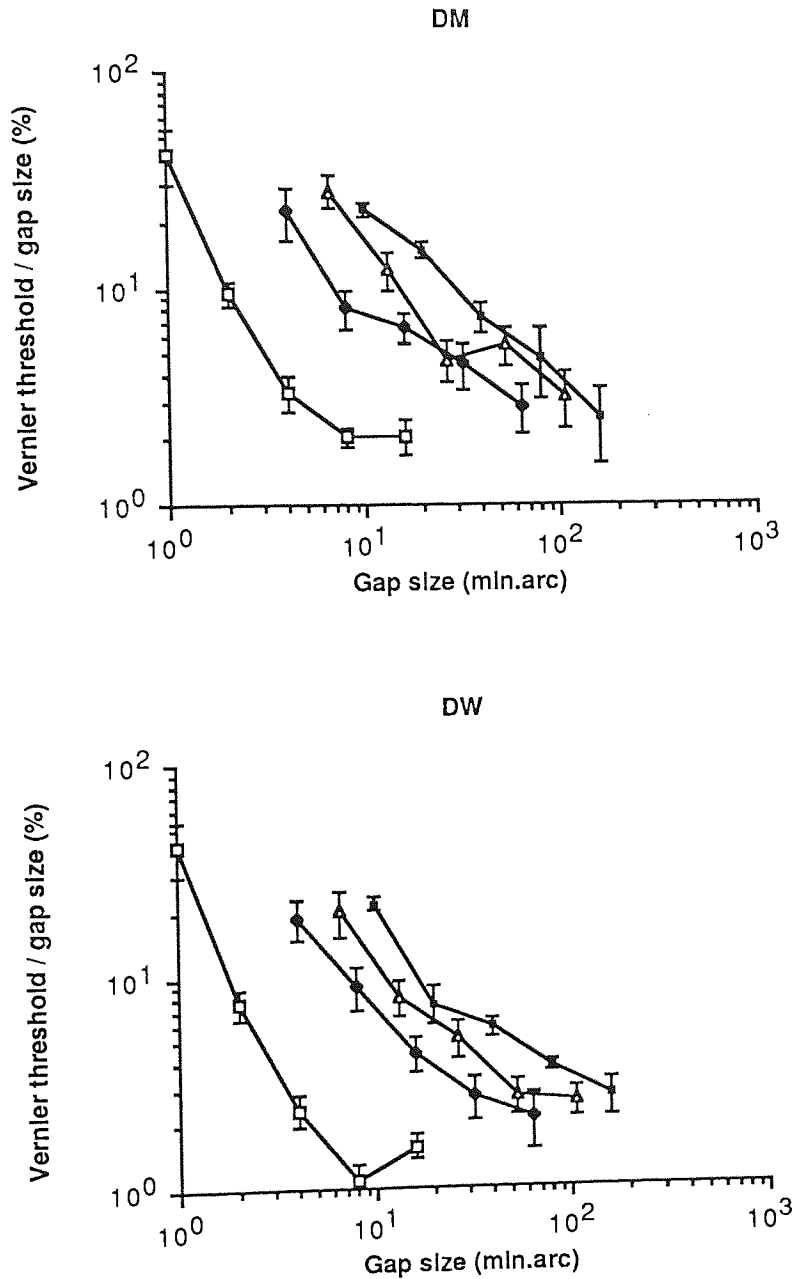 DM
10²
10¹
10⁰
Vernier threshold / gap size (%)
10⁰ 10¹ 10² 10³
Gap size (min.arc)
DW
10²
10¹
10⁰
Vernier threshold / gap size (%)
10⁰ 10¹ 10² 10³
Gap size (min.arc)